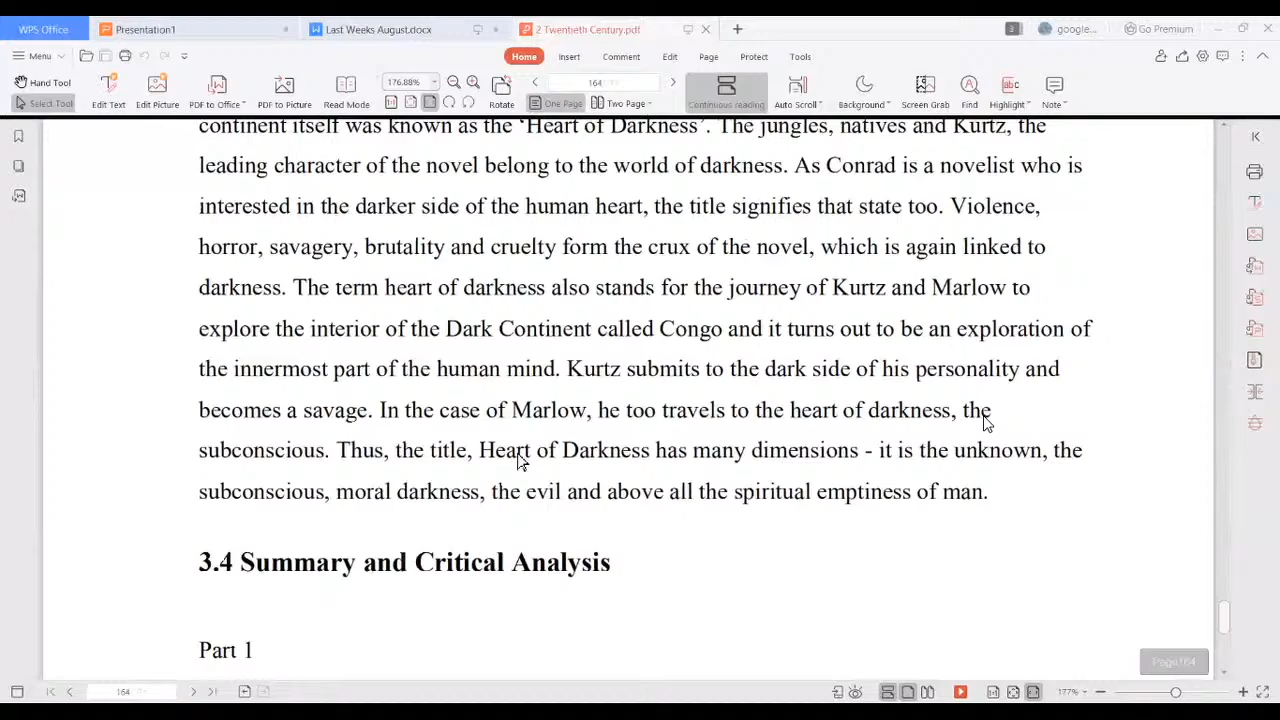 WPS Office
Presentation1
Last Weeks August.docx
2 Twentieth Century.pdf
3
google...
Go Premium
Menu
Home
Insert
Comment
Edit
Page
Protect
Tools
Hand Tool
Select Tool
Edit Text
Edit Picture
PDF to Office
PDF to Picture
Read Mode
176.88%
Rotate
164
One Page
Two Page
Continuous reading
Auto Scroll
Background
Screen Grab
Find
Highlight
Note
continent itself was known as the ‘Heart of Darkness’. The jungles, natives and Kurtz, the
leading character of the novel belong to the world of darkness. As Conrad is a novelist who is
interested in the darker side of the human heart, the title signifies that state too. Violence,
horror, savagery, brutality and cruelty form the crux of the novel, which is again linked to
darkness. The term heart of darkness also stands for the journey of Kurtz and Marlow to
explore the interior of the Dark Continent called Congo and it turns out to be an exploration of
the innermost part of the human mind. Kurtz submits to the dark side of his personality and
becomes a savage. In the case of Marlow, he too travels to the heart of darkness, the
subconscious. Thus, the title, Heart of Darkness has many dimensions - it is the unknown, the
subconscious, moral darkness, the evil and above all the spiritual emptiness of man.
3.4 Summary and Critical Analysis
Part 1
Page164
164
177%